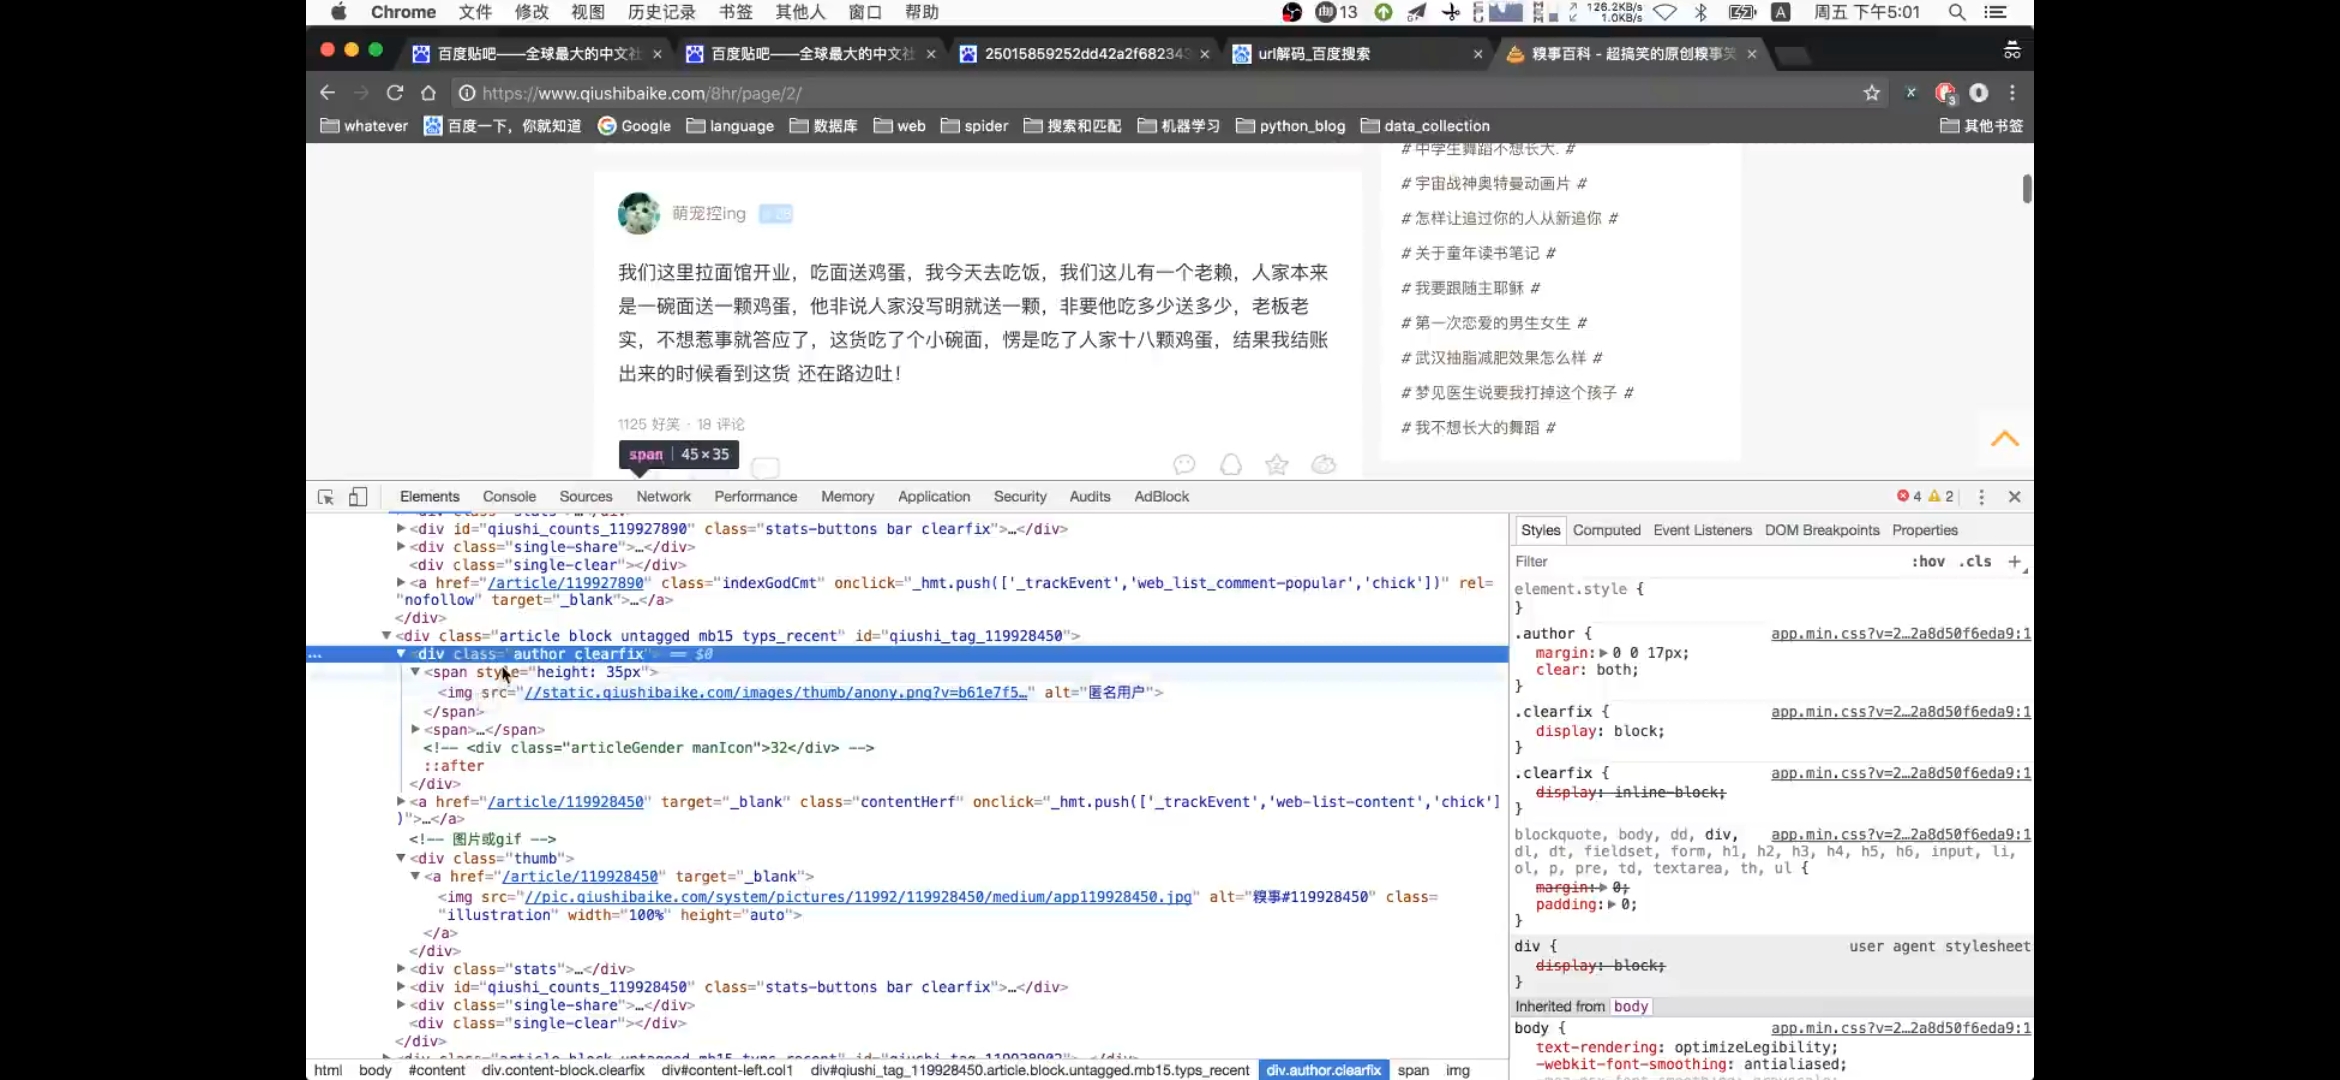 Chrome 文件 修改 视图 历史记录 书签 其他人 窗口 帮助 13 126.2KB/s 1.0KB/s A 周五 下午5:01
百度贴吧——全球最大的中文社 × 百度贴吧——全球最大的中文社 × 25015859252dd42a2f68234 × url解码_百度搜索 × 糗事百科 - 超搞笑的原创糗事笑 ×
https://www.qiushibaike.com/8hr/page/2/
whatever 百度一下，你就知道 Google language 数据库 web spider 搜索和匹配 机器学习 python_blog data_collection 其他书签
# 中学生舞蹈不想长大. #
# 宇宙战神奥特曼动画片 #
# 怎样让追过你的人从新追你 #
# 关于童年读书笔记 #
# 我要跟随主耶稣 #
# 第一次恋爱的男生女生 #
# 武汉抽脂减肥效果怎么样 #
# 梦见医生说要我打掉这个孩子 #
# 我不想长大的舞蹈 #
萌宠控ing
我们这里拉面馆开业，吃面送鸡蛋，我今天去吃饭，我们这儿有一个老赖，人家本来
是一碗面送一颗鸡蛋，他非说人家没写明就送一颗，非要他吃多少送多少，老板老
实，不想惹事就答应了，这货吃了个小碗面，愣是吃了人家十八颗鸡蛋，结果我结账
出来的时候看到这货 还在路边吐！
1125 好笑 · 18 评论
span | 45×35
Elements Console Sources Network Performance Memory Application Security Audits AdBlock 4 2
<div class="stats">…</div>
<div id="qiushi_counts_119927890" class="stats-buttons bar clearfix">…</div>
<div class="single-share">…</div>
<div class="single-clear"></div>
<a href="/article/119927890" class="indexGodCmt" onclick="_hmt.push(['_trackEvent','web_list_comment-popular','chick'])" rel=
"nofollow" target="_blank">…</a>
</div>
<div class="article block untagged mb15 typs_recent" id="qiushi_tag_119928450">
… <div class="author clearfix"> == $0
<span style="height: 35px">
<img src="//static.qiushibaike.com/images/thumb/anony.png?v=b61e7f5…" alt="匿名用户">
</span>
<span>…</span>
<!-- <div class="articleGender manIcon">32</div> -->
::after
</div>
<a href="/article/119928450" target="_blank" class="contentHerf" onclick="_hmt.push(['_trackEvent','web-list-content','chick']
)">…</a>
<!-- 图片或gif -->
<div class="thumb">
<a href="/article/119928450" target="_blank">
<img src="//pic.qiushibaike.com/system/pictures/11992/119928450/medium/app119928450.jpg" alt="糗事#119928450" class=
"illustration" width="100%" height="auto">
</a>
</div>
<div class="stats">…</div>
<div id="qiushi_counts_119928450" class="stats-buttons bar clearfix">…</div>
<div class="single-share">…</div>
<div class="single-clear"></div>
</div>
<div class="article block untagged mb15 typs_recent" id="qiushi_tag_119928902">…</div>
html body #content div.content-block.clearfix div#content-left.col1 div#qiushi_tag_119928450.article.block.untagged.mb15.typs_recent div.author.clearfix span img
Styles Computed Event Listeners DOM Breakpoints Properties
Filter :hov .cls +
element.style {
}
.author { app.min.css?v=2…2a8d50f6eda9:1
margin: 0 0 17px;
clear: both;
}
.clearfix { app.min.css?v=2…2a8d50f6eda9:1
display: block;
}
.clearfix { app.min.css?v=2…2a8d50f6eda9:1
display: inline-block;
}
blockquote, body, dd, div, app.min.css?v=2…2a8d50f6eda9:1
dl, dt, fieldset, form, h1, h2, h3, h4, h5, h6, input, li,
ol, p, pre, td, textarea, th, ul {
margin: 0;
padding: 0;
}
div { user agent stylesheet
display: block;
}
Inherited from body
body { app.min.css?v=2…2a8d50f6eda9:1
text-rendering: optimizeLegibility;
-webkit-font-smoothing: antialiased;